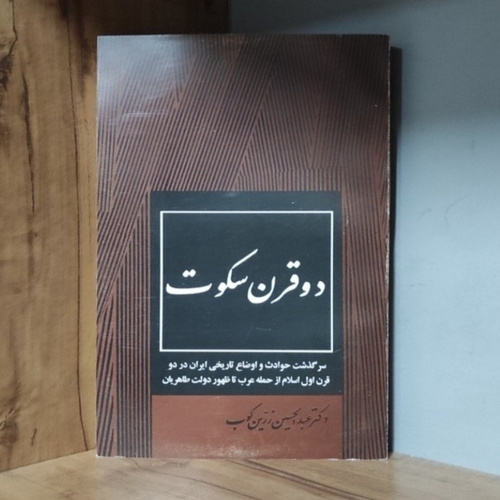 دو قرن سکوت
سرگذشت حوادث و اوضاع تاریخی ایران در دو
قرن اول اسلام از حمله عرب تا ظهور دولت طاهریان
دکتر عبدالحسین زرین‌کوب